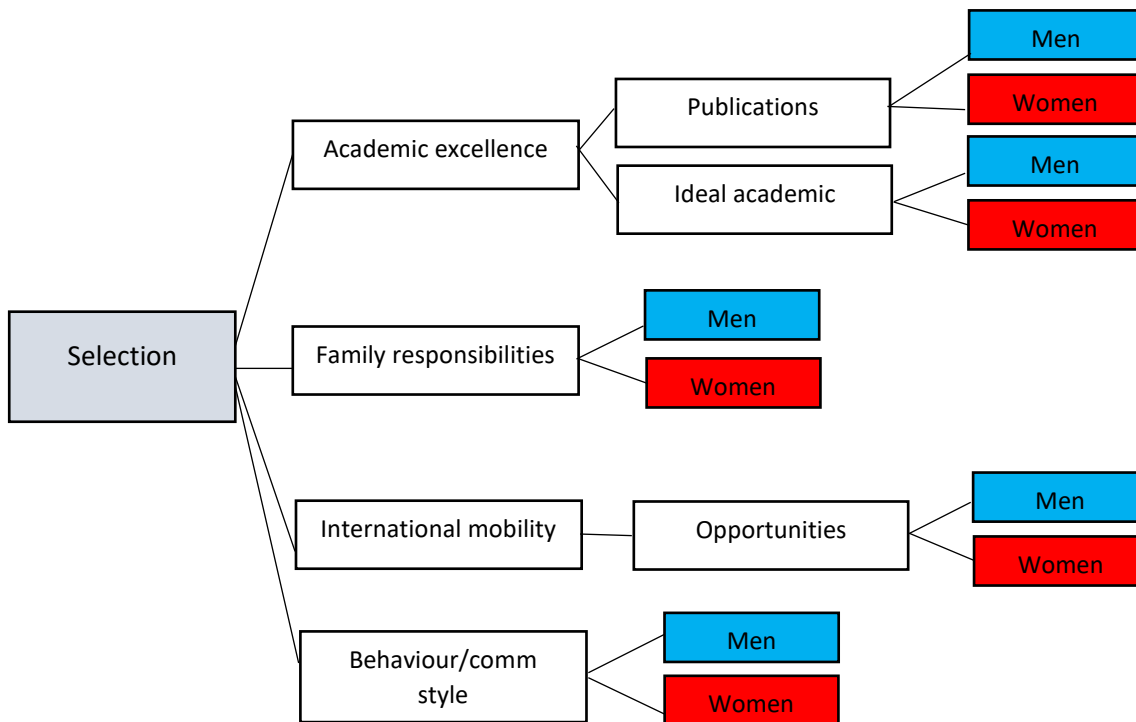 Men
Publications
Women
Academic excellence
Men
Ideal academic
Women
Men
Selection
Family responsibilities
Women
Men
International mobility
Opportunities
Women
Men
Behaviour/comm
style
Women